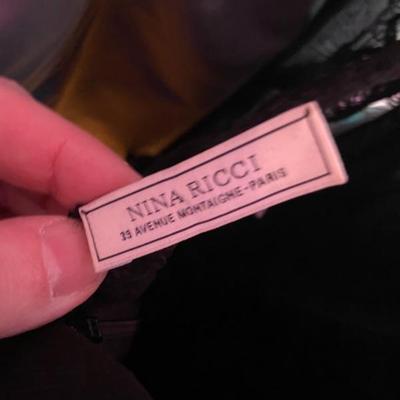 NINA RICCI
39 AVENUE MONTAIGNE-PARIS